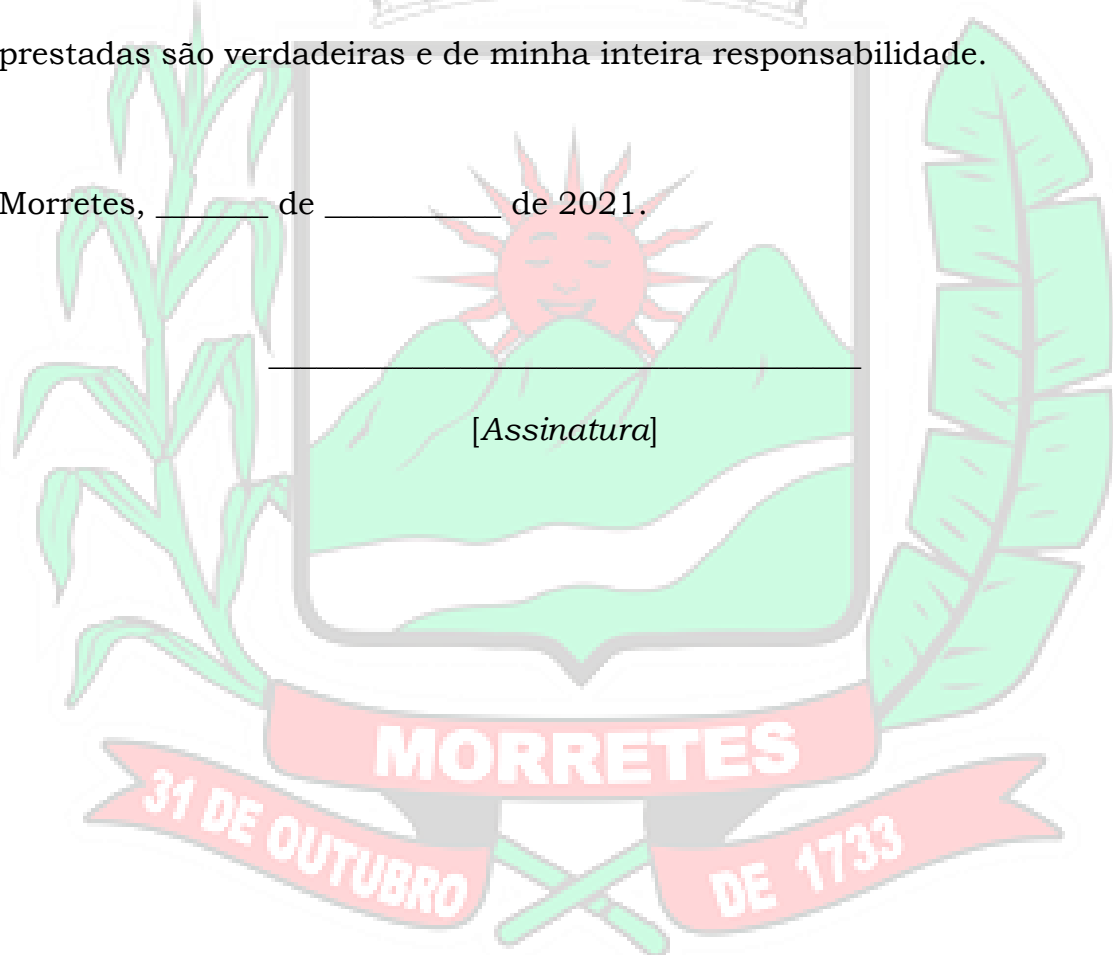 prestadas são verdadeiras e de minha inteira responsabilidade.
Morretes, _______ de ___________ de 2021.
_____________________________________
[Assinatura]
MORRETES
31 DE OUTUBRO DE 1733